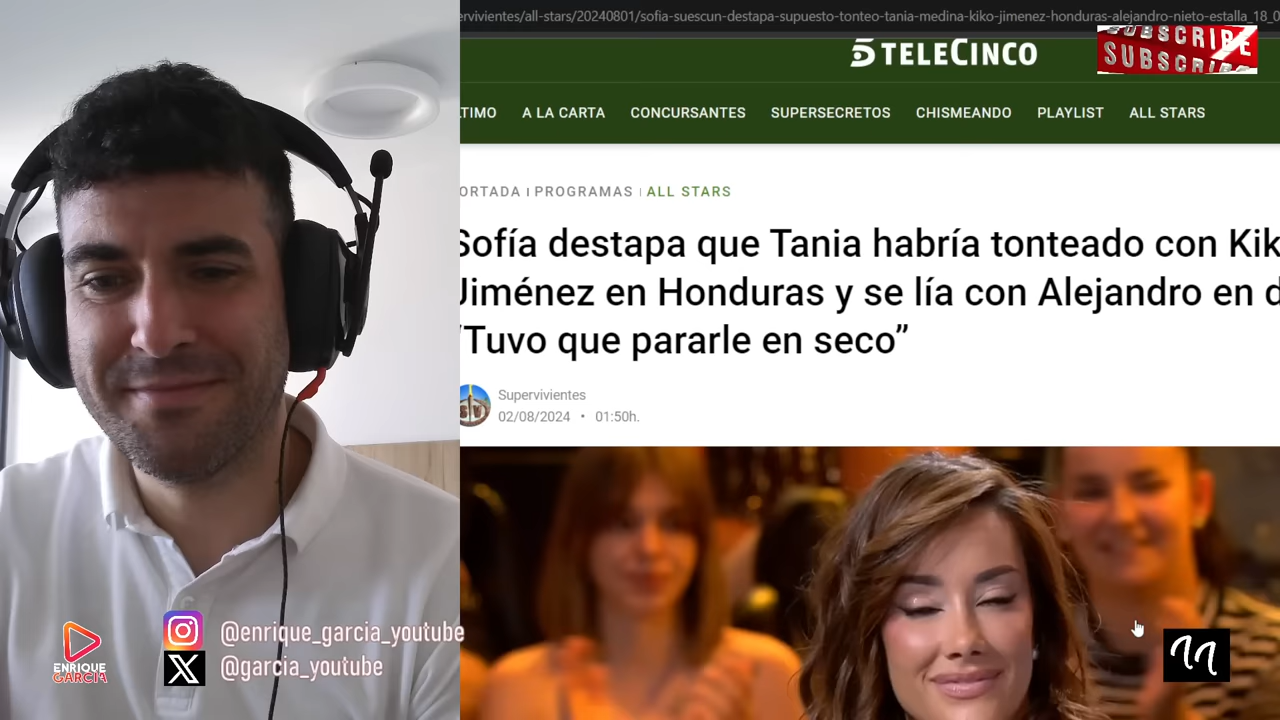 ervivientes/all-stars/20240801/sofia-suescun-destapa-supuesto-tonteo-tania-medina-kiko-jimenez-honduras-alejandro-nieto-estalla_18_0
TELECINCO
SUBSCRIBE
SUBSCRIBE
LTIMO A LA CARTA CONCURSANTES SUPERSECRETOS CHISMEANDO PLAYLIST ALL STARS
ORTADA | PROGRAMAS | ALL STARS
Sofía destapa que Tania habría tonteado con Kik
Jiménez en Honduras y se lía con Alejandro en d
“Tuvo que pararle en seco”
Supervivientes
02/08/2024 • 01:50h.
@enrique_garcia_youtube
@garcia_youtube
ENRIQUE
GARCIA